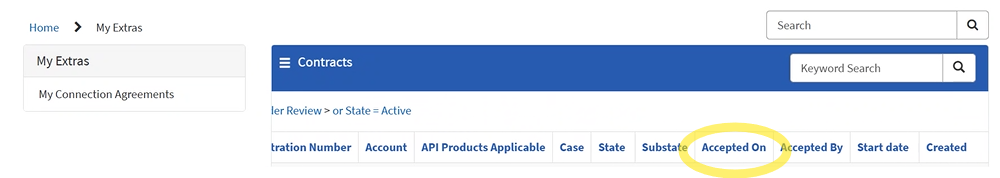 Home > My Extras
Search
My Extras
My Connection Agreements
Contracts
Keyword Search
ler Review > or State = Active
tration Number Account API Products Applicable Case State Substate Accepted On Accepted By Start date Created